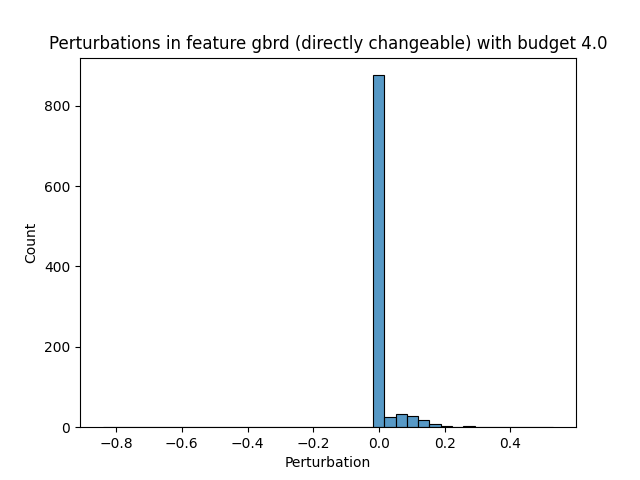 Perturbations in feature gbrd (directly changeable) with budget 4.0
Count
800
600
400
200
0
−0.8 −0.6 −0.4 −0.2 0.0 0.2 0.4
Perturbation